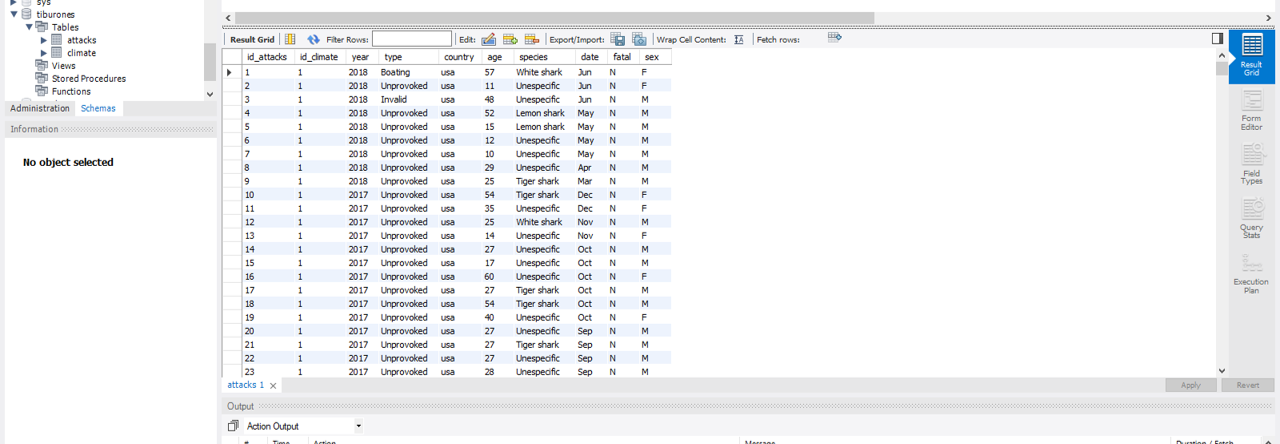 sys
tiburones
Tables
attacks
climate
Views
Stored Procedures
Functions
Administration Schemas
Information
No object selected
Result Grid Filter Rows: Edit: Export/Import: Wrap Cell Content: Fetch rows:
id_attacks id_climate year type country age species date fatal sex
1 1 2018 Boating usa 57 White shark Jun N F
2 1 2018 Unprovoked usa 11 Unespecific Jun N F
3 1 2018 Invalid usa 48 Unespecific Jun N M
4 1 2018 Unprovoked usa 52 Lemon shark May N M
5 1 2018 Unprovoked usa 15 Lemon shark May N M
6 1 2018 Unprovoked usa 12 Unespecific May N M
7 1 2018 Unprovoked usa 10 Unespecific May N M
8 1 2018 Unprovoked usa 29 Unespecific Apr N M
9 1 2018 Unprovoked usa 25 Tiger shark Mar N M
10 1 2017 Unprovoked usa 54 Tiger shark Dec N F
11 1 2017 Unprovoked usa 35 Unespecific Dec N F
12 1 2017 Unprovoked usa 25 White shark Nov N M
13 1 2017 Unprovoked usa 14 Unespecific Nov N F
14 1 2017 Unprovoked usa 27 Unespecific Oct N M
15 1 2017 Unprovoked usa 17 Unespecific Oct N M
16 1 2017 Unprovoked usa 60 Unespecific Oct N F
17 1 2017 Unprovoked usa 27 Tiger shark Oct N M
18 1 2017 Unprovoked usa 54 Tiger shark Oct N M
19 1 2017 Unprovoked usa 40 Unespecific Oct N F
20 1 2017 Unprovoked usa 27 Unespecific Sep N M
21 1 2017 Unprovoked usa 27 Tiger shark Sep N M
22 1 2017 Unprovoked usa 27 Unespecific Sep N M
23 1 2017 Unprovoked usa 28 Unespecific Sep N M
Result
Grid
Form
Editor
Field
Types
Query
Stats
Execution
Plan
attacks 1 Apply Revert
Output
Action Output
# Time Action Message Duration / Fetch